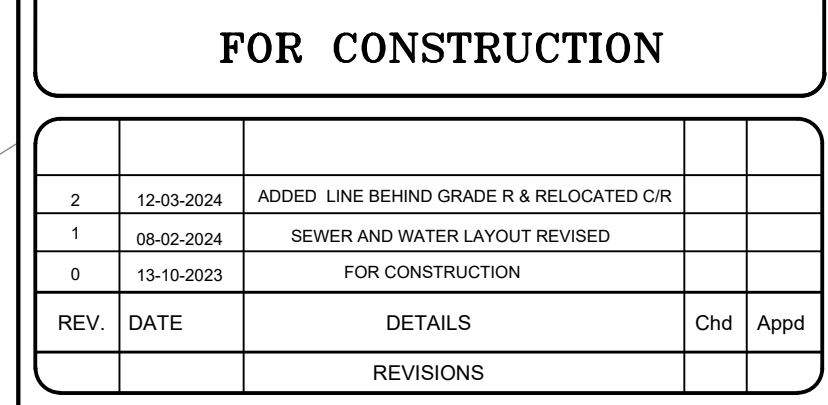 FOR CONSTRUCTION
2 12-03-2024 ADDED LINE BEHIND GRADE R & RELOCATED C/R
1 08-02-2024 SEWER AND WATER LAYOUT REVISED
0 13-10-2023 FOR CONSTRUCTION
REV. DATE DETAILS Chd Appd
REVISIONS